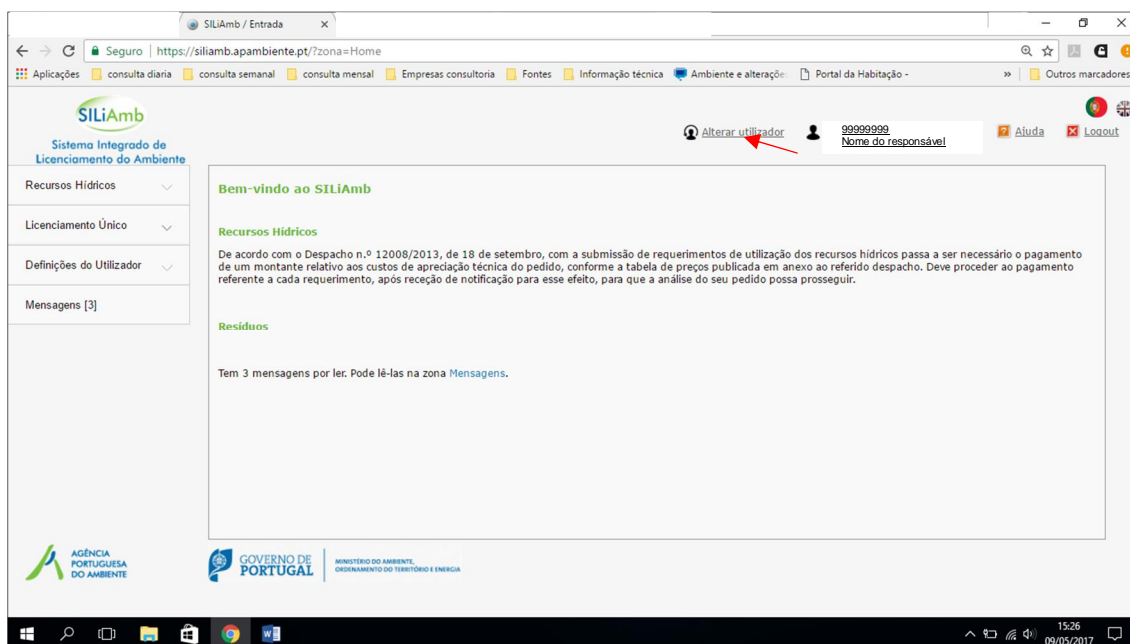 SILiAmb / Entrada
Seguro | https://siliamb.apambiente.pt/?zona=Home
Aplicações consulta diaria consulta semanal consulta mensal Empresas consultoria Fontes Informação técnica Ambiente e alteraçõe Portal da Habitação - » Outros marcadores
SILiAmb
Sistema Integrado de
Licenciamento do Ambiente
Alterar utilizador
99999999
Nome do responsável
Ajuda
Logout
Recursos Hídricos
Licenciamento Único
Definições do Utilizador
Mensagens [3]
Bem-vindo ao SILiAmb
Recursos Hídricos
De acordo com o Despacho n.º 12008/2013, de 18 de setembro, com a submissão de requerimentos de utilização dos recursos hídricos passa a ser necessário o pagamento
de um montante relativo aos custos de apreciação técnica do pedido, conforme a tabela de preços publicada em anexo ao referido despacho. Deve proceder ao pagamento
referente a cada requerimento, após receção de notificação para esse efeito, para que a análise do seu pedido possa prosseguir.
Resíduos
Tem 3 mensagens por ler. Pode lê-las na zona Mensagens.
AGÊNCIA
PORTUGUESA
DO AMBIENTE
GOVERNO DE
PORTUGAL
MINISTÉRIO DO AMBIENTE,
ORDENAMENTO DO TERRITÓRIO E ENERGIA
15:26
09/05/2017